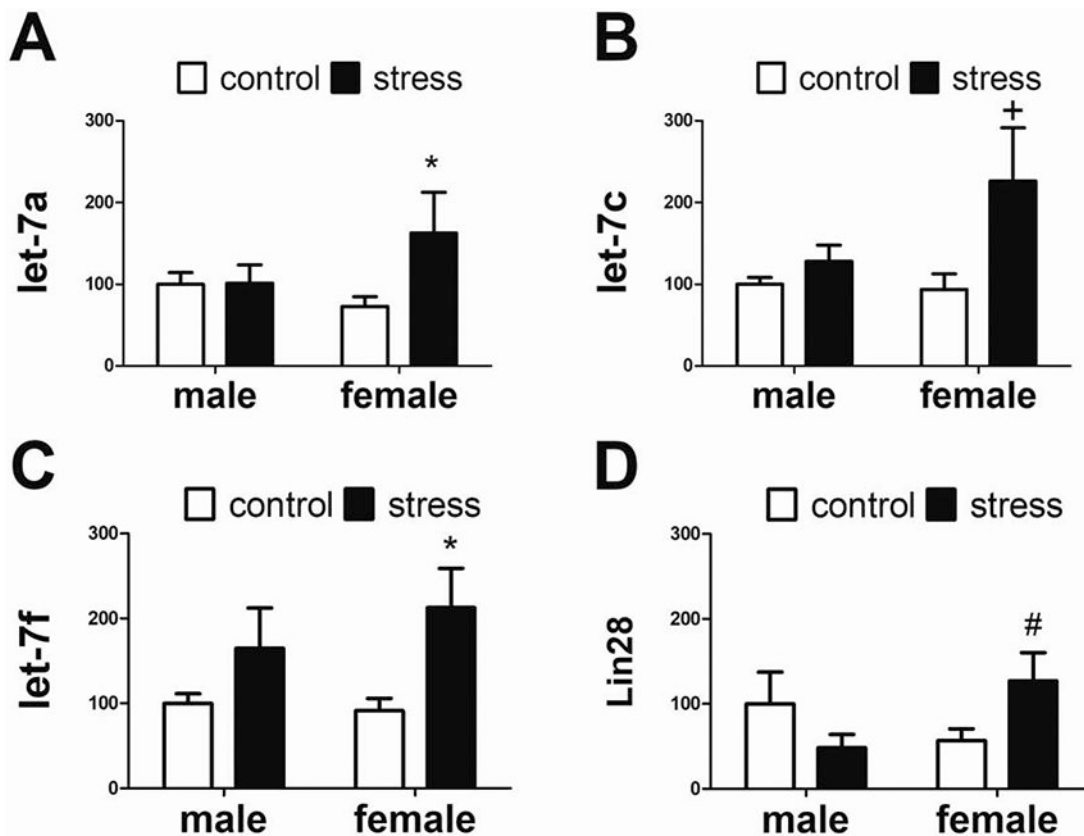 A
control stress
300
200
100
0
let-7a
*
male female
B
control stress
300
200
100
0
let-7c
+
male female
C
control stress
300
200
100
0
let-7f
*
male female
D
control stress
300
200
100
0
Lin28
#
male female